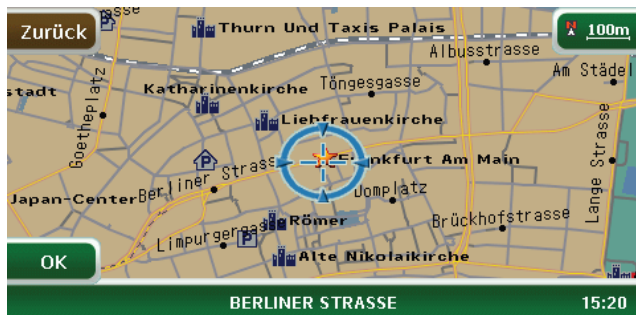 Zurück
Thurn Und Taxis Palais
100m
Albusstrasse
Am Städel
stadt
Goetheplatz
Katharinenkirche
Töngesgasse
Liebfrauenkirche
Frankfurt Am Main
Berliner Strass
Japan-Center
Domplatz
Lange Strasse
Römer
Brückhofstrasse
Limpurgergas
Alte Nikolaikirche
OK
BERLINER STRASSE
15:20